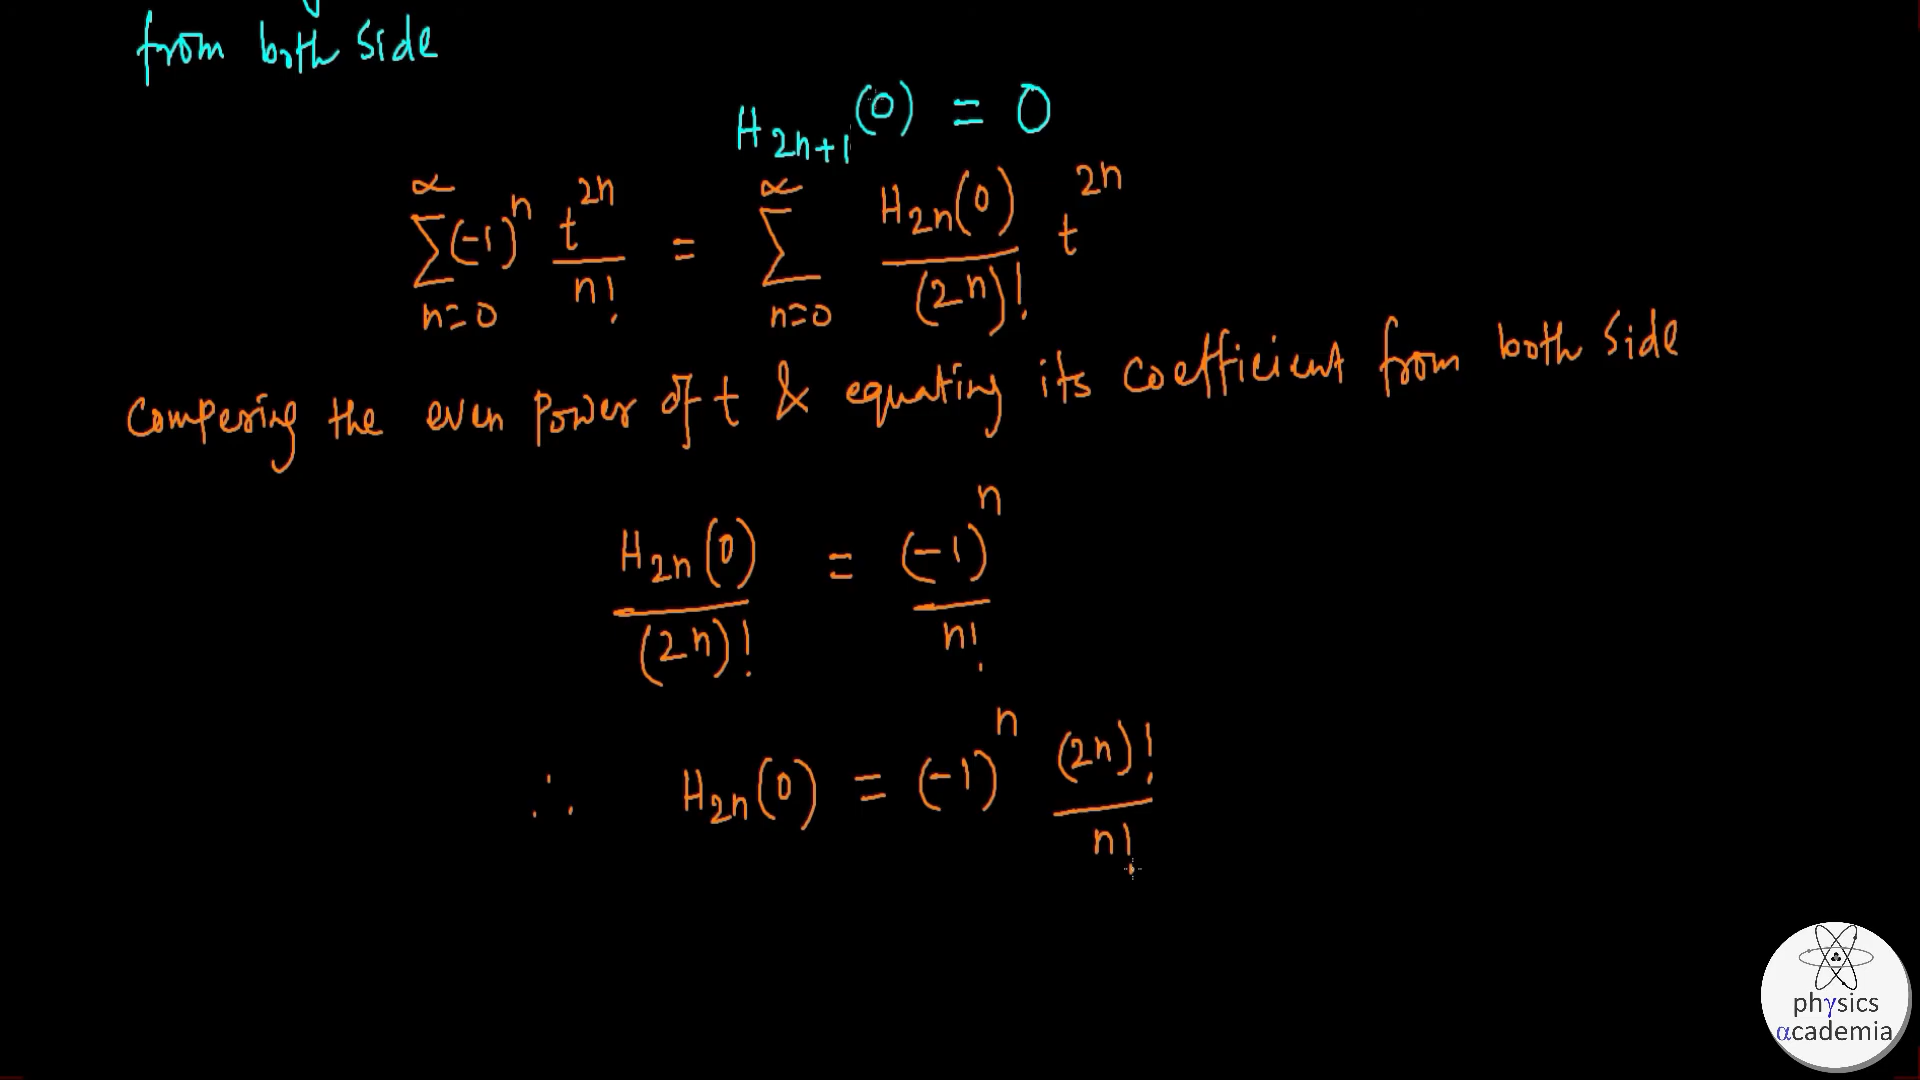 from both side
H_{2n+1}(0) = 0
∝ ∑ n=0 (-1)^n t^{2n}/n! = ∝ ∑ n=0 H_{2n}(0)/(2n)! t^{2n}
Compering the even power of t & equating its coefficient from both side
H_{2n}(0)/(2n)! = (-1)^n/n!
∴ H_{2n}(0) = (-1)^n (2n)!/n!
physics
αcademia